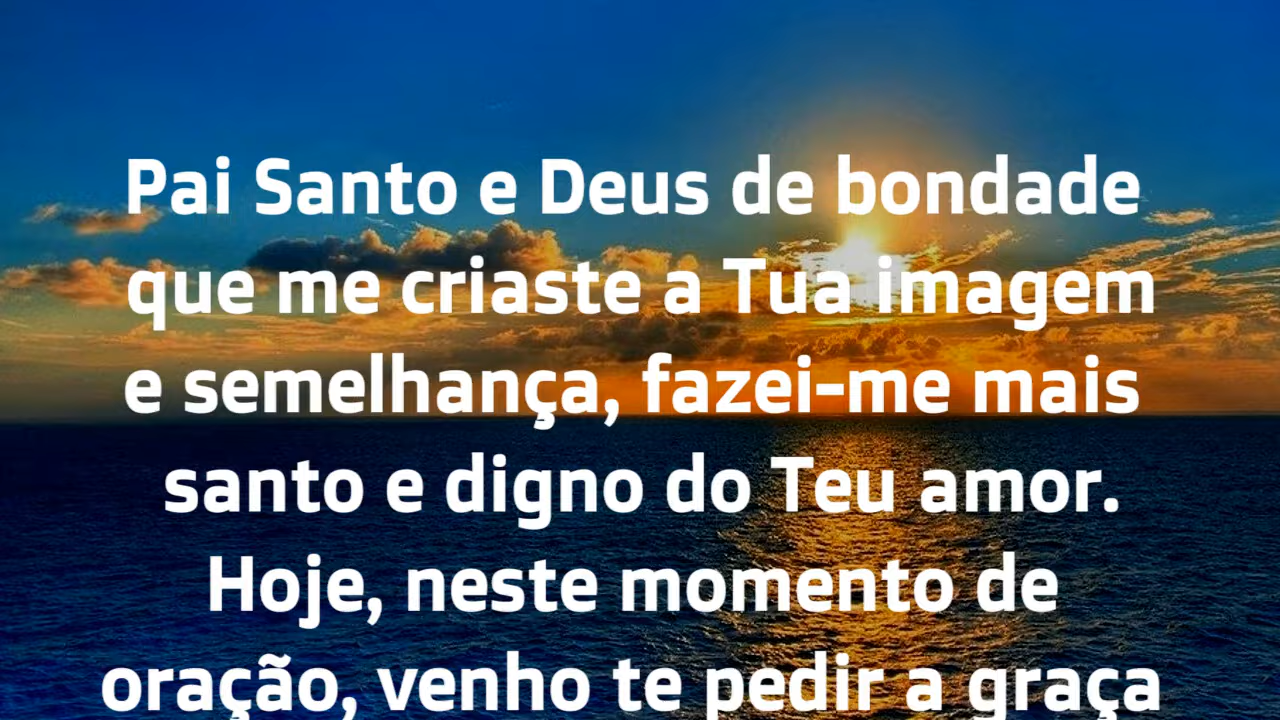 Pai Santo e Deus de bondade
que me criaste a Tua imagem
e semelhança, fazei-me mais
santo e digno do Teu amor.
Hoje, neste momento de
oração, venho te pedir a graça